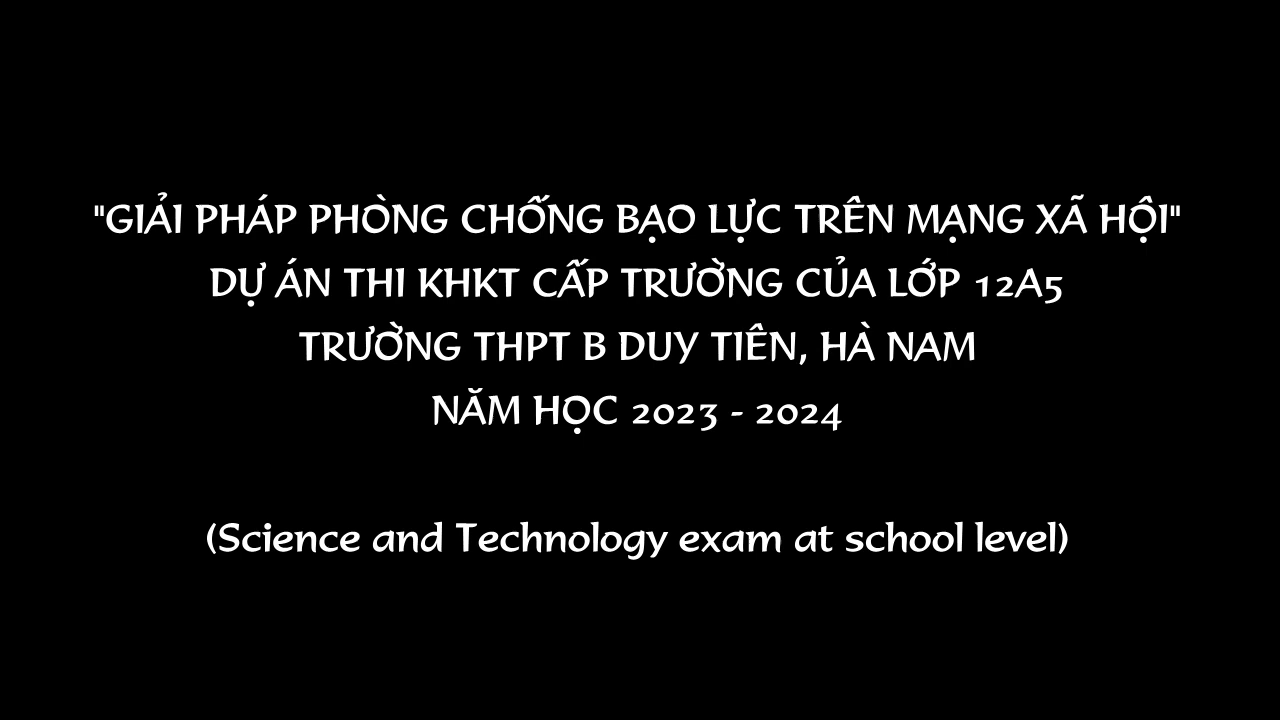 "GIẢI PHÁP PHÒNG CHỐNG BẠO LỰC TRÊN MẠNG XÃ HỘI"
DỰ ÁN THI KHKT CẤP TRƯỜNG CỦA LỚP 12A5
TRƯỜNG THPT B DUY TIÊN, HÀ NAM
NĂM HỌC 2023 - 2024
(Science and Technology exam at school level)